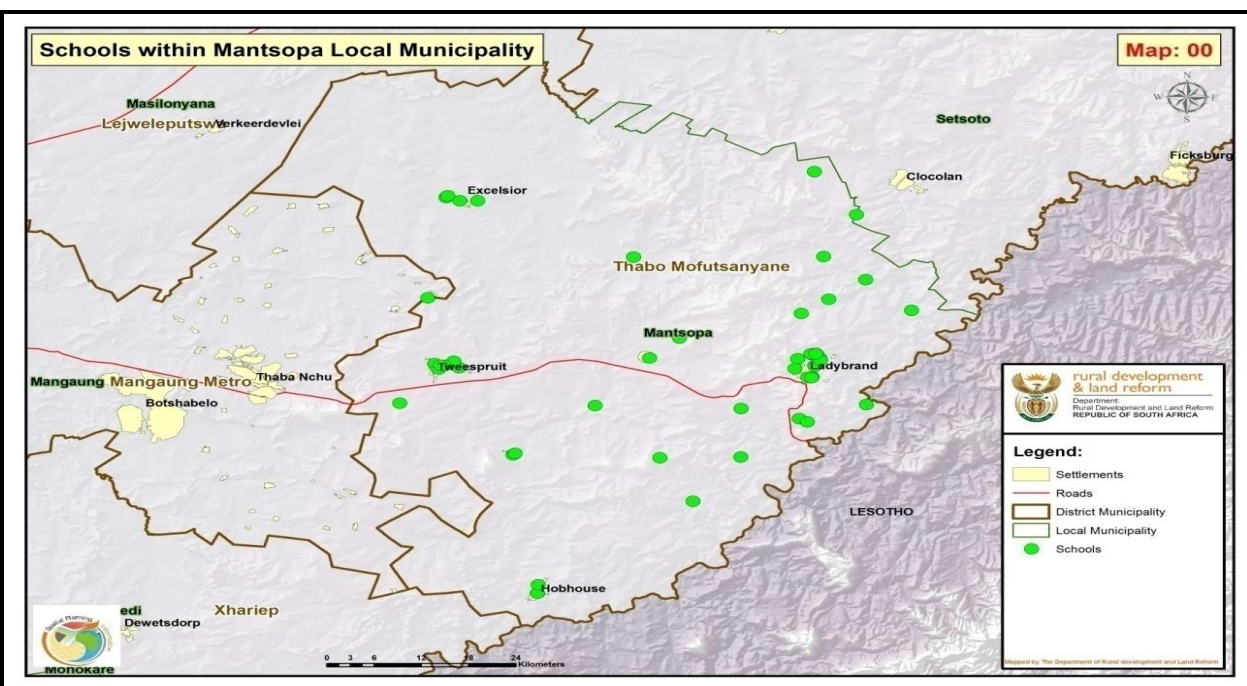 Schools within Mantsopa Local Municipality
Map: 00
N
W E
S
Masilonyana
Lejweleputswa
Verkeerdevlei
Setsoto
Ficksburg
Clocolan
Excelsior
Thabo Mofutsanyane
Mantsopa
Tweespruit
Ladybrand
Mangaung
Mangaung Metro
Thaba Nchu
Botshabelo
LESOTHO
Hobhouse
Xhariep
edi
Dewetsdorp
Monokare
Spatial Planning
0 3 6 12 18 24
Kilometers
rural development
& land reform
Department:
Rural Development and Land Reform
REPUBLIC OF SOUTH AFRICA
Legend:
Settlements
Roads
District Municipality
Local Municipality
Schools
Mapped by The Department of Rural development and Land Reform